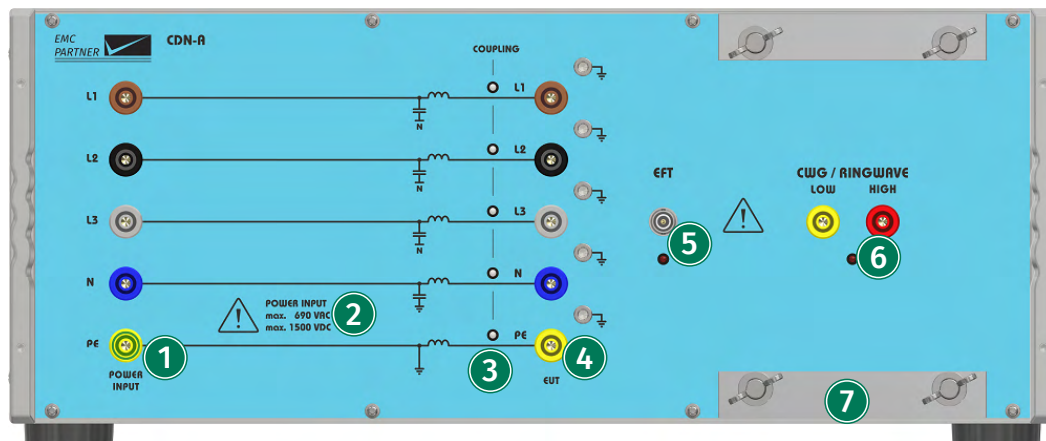 EMC
PARTNER
CDN-A
COUPLING
L1
L1
N
L2
L2
N
EFT
CWG / RINGWAVE
LOW
HIGH
L3
L3
N
5
6
N
N
POWER INPUT
max. 690 VAC
max. 1500 VDC
2
PE
PE
1
3
4
POWER
INPUT
EUT
7